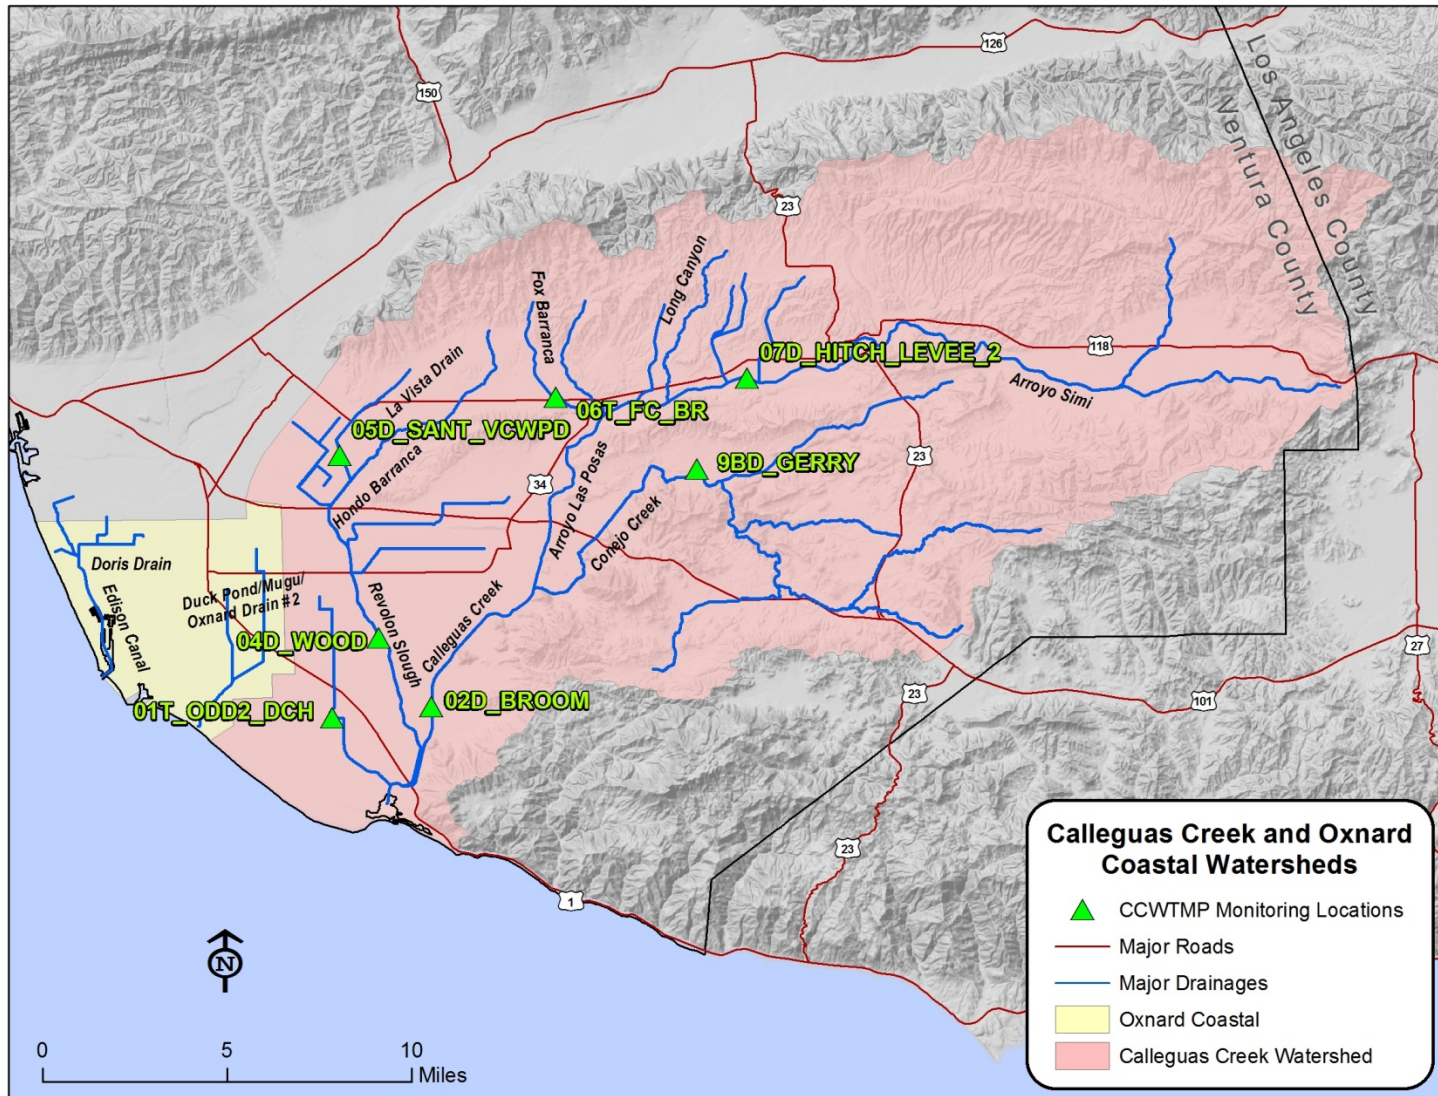 126
150
Los Angeles County
Ventura County
23
Long Canyon
Fox Barranca
07D_HITCH_LEVEE_2
118
La Vista Drain
Arroyo Simi
06T_FC_BR
05D_SANT_VCWPD
9BD_GERRY
23
34
Hondo Barranca
Arroyo Las Posas
Conejo Creek
Doris Drain
Edison Canal
Duck Pond/Mugu/
Oxnard Drain #2
Revolon Slough
Calleguas Creek
04D_WOOD
27
23
101
02D_BROOM
01T_ODD2_DCH
23
1
N
0 5 10
Miles
Calleguas Creek and Oxnard
Coastal Watersheds
CCWTMP Monitoring Locations
Major Roads
Major Drainages
Oxnard Coastal
Calleguas Creek Watershed